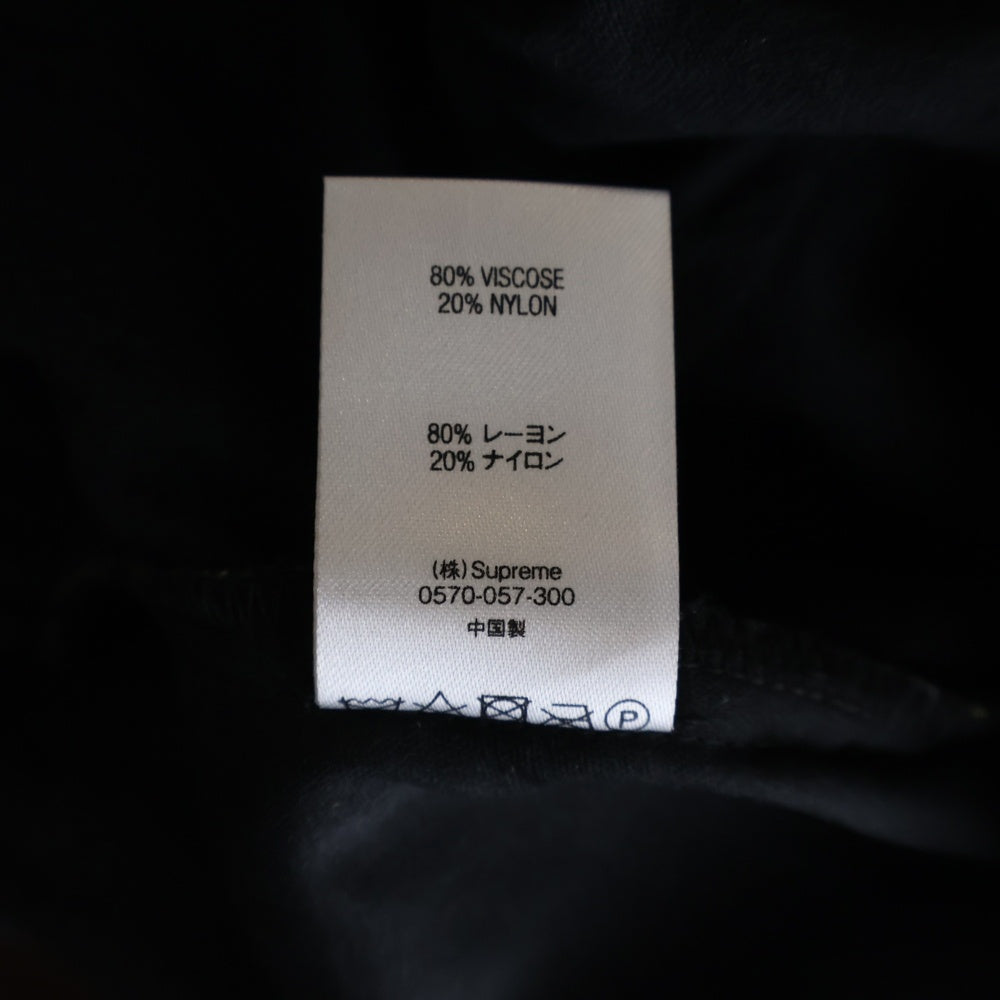 80% VISCOSE
20% NYLON
80% レーヨン
20% ナイロン
(株)Supreme
0570-057-300
中国製
P